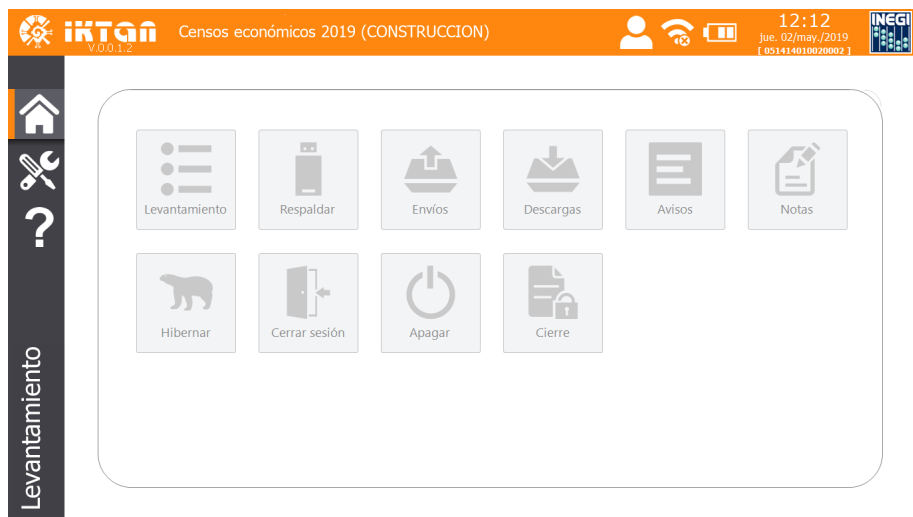 iKTan
V.0.0.1.2
Censos económicos 2019 (CONSTRUCCION)
12:12
jue. 02/may./2019
[ 051414010020002 ]
INEGI
Levantamiento
Respaldar
Envíos
Descargas
Avisos
Notas
Hibernar
Cerrar sesión
Apagar
Cierre
Levantamiento